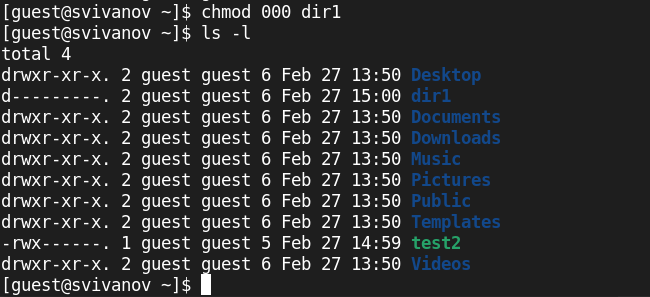 [guest@svivanov ~]$ chmod 000 dir1
[guest@svivanov ~]$ ls -l
total 4
drwxr-xr-x. 2 guest guest 6 Feb 27 13:50 Desktop
d---------. 2 guest guest 6 Feb 27 15:00 dir1
drwxr-xr-x. 2 guest guest 6 Feb 27 13:50 Documents
drwxr-xr-x. 2 guest guest 6 Feb 27 13:50 Downloads
drwxr-xr-x. 2 guest guest 6 Feb 27 13:50 Music
drwxr-xr-x. 2 guest guest 6 Feb 27 13:50 Pictures
drwxr-xr-x. 2 guest guest 6 Feb 27 13:50 Public
drwxr-xr-x. 2 guest guest 6 Feb 27 13:50 Templates
-rwx------. 1 guest guest 5 Feb 27 14:59 test2
drwxr-xr-x. 2 guest guest 6 Feb 27 13:50 Videos
[guest@svivanov ~]$